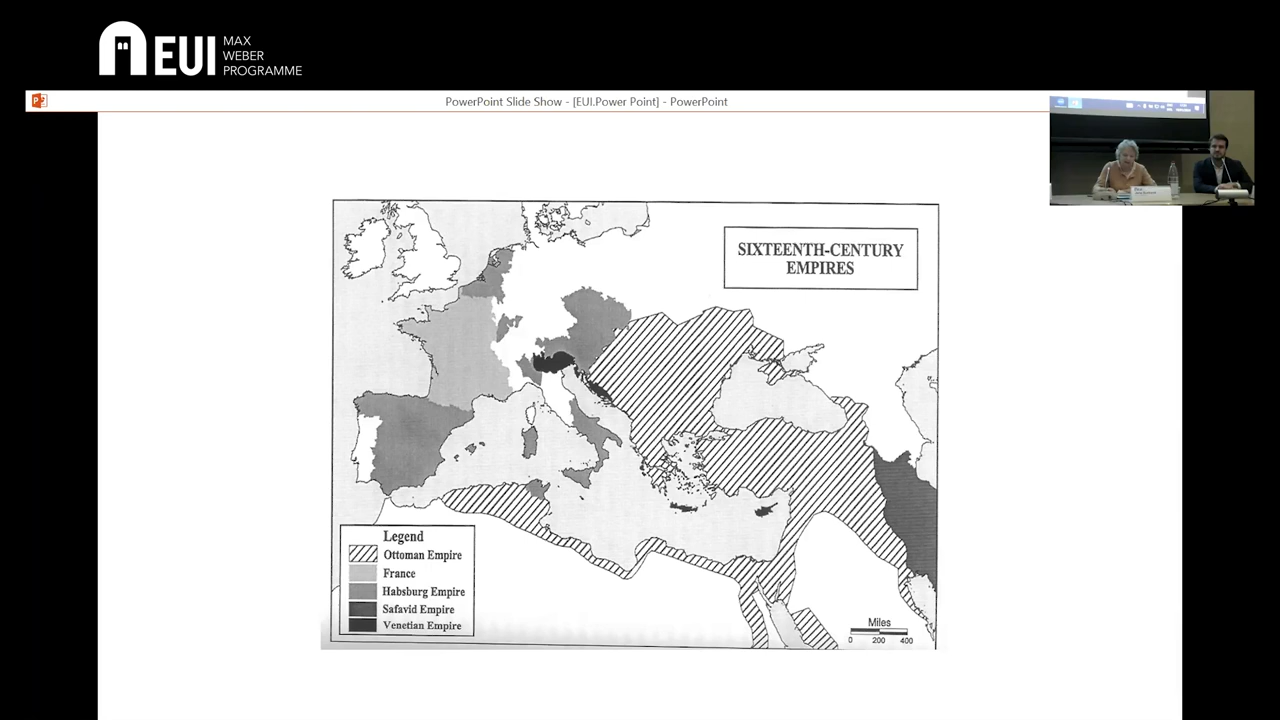 EUI
MAX
WEBER
PROGRAMME
PowerPoint Slide Show - [EUI.Power Point] - PowerPoint
SIXTEENTH-CENTURY
EMPIRES
Legend
Ottoman Empire
France
Habsburg Empire
Safavid Empire
Venetian Empire
Miles
0 200 400